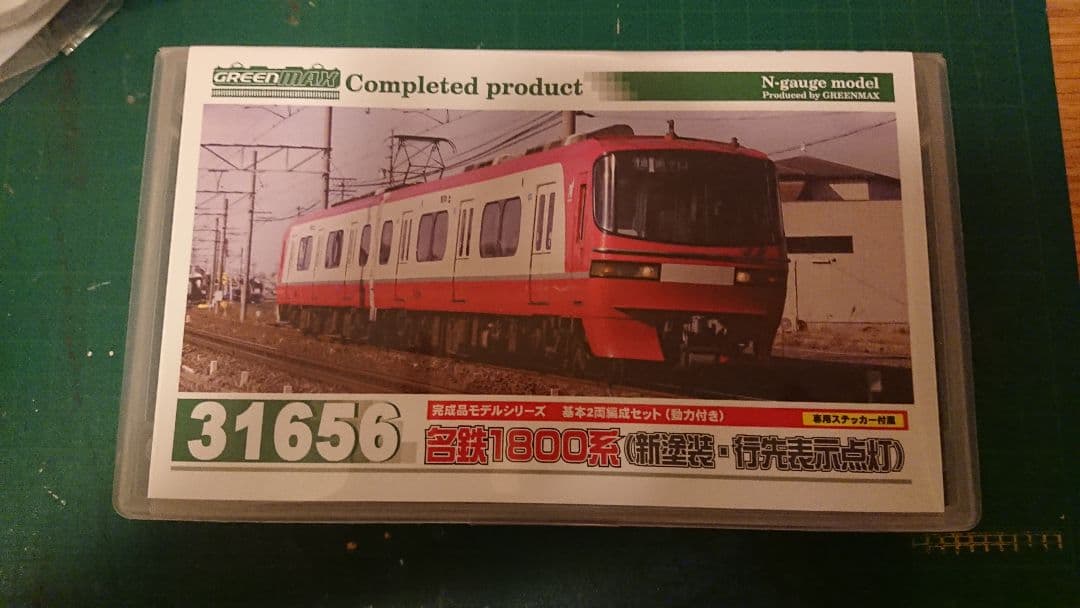 GREENMAX Completed product
N-gauge model
Produced by GREENMAX
31656
完成品モデルシリーズ 基本2両編成セット(動力付き)
専用ステッカー付属
名鉄1800系(新塗装・行先表示点灯)